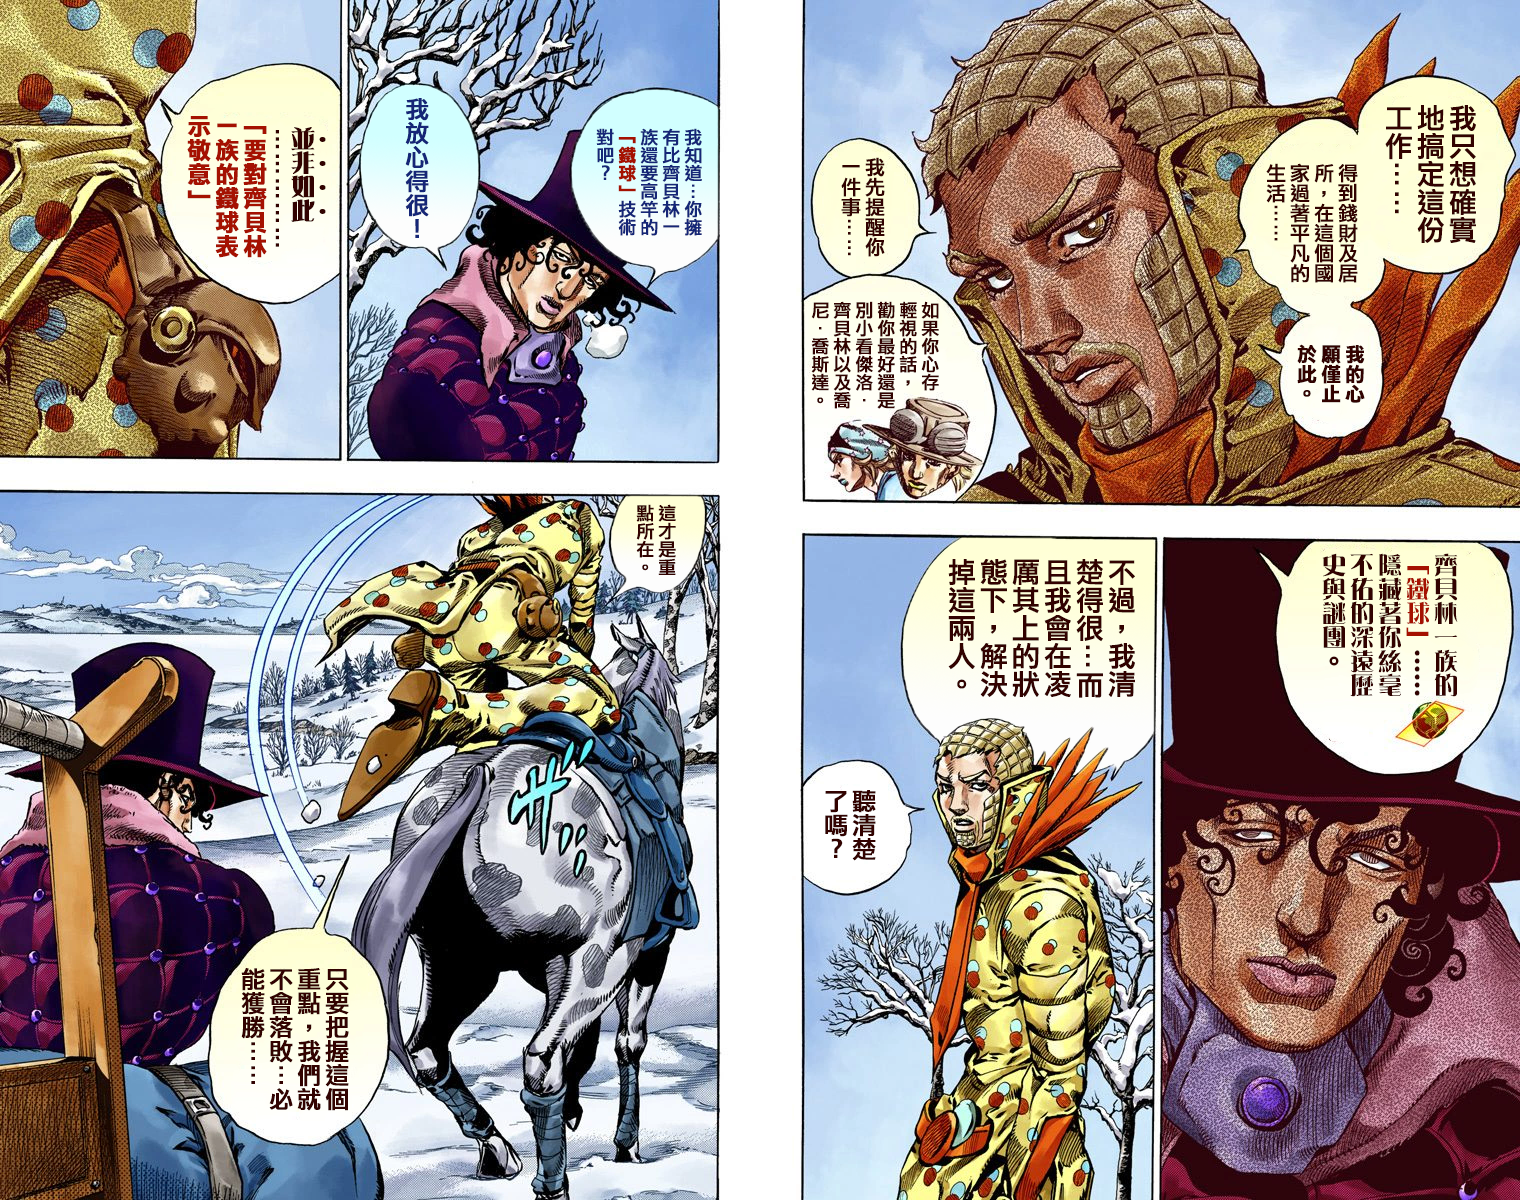 我只想確實
地搞定這份
工作……
得到錢財及居
所，在這個國
家過著平凡的
生活……
我的心
願僅止
於此。
我先提醒你
一件事……
如果你心存
輕視的話，
勸你最好還是
別小看傑洛．
齊貝林以及喬
尼．喬斯達。
齊貝林一族的
「鐵球」……
隱藏著你絲毫
不佑的深遠歷
史與謎團。
不過，我清
楚得很…而
且我會在凌
厲其上的狀
態下，解決
掉這兩人。
聽清楚
了嗎？
我知道…你擁
有比齊貝林一
族還要高竿的
「鐵球」技術
對吧？
我放心得很！
並非如此
…………
「要對齊貝林
一族的鐵球表
示敬意」
這才是重
點所在。
ザッ
只要把握這個
重點，我們就
不會落敗…必
能獲勝……